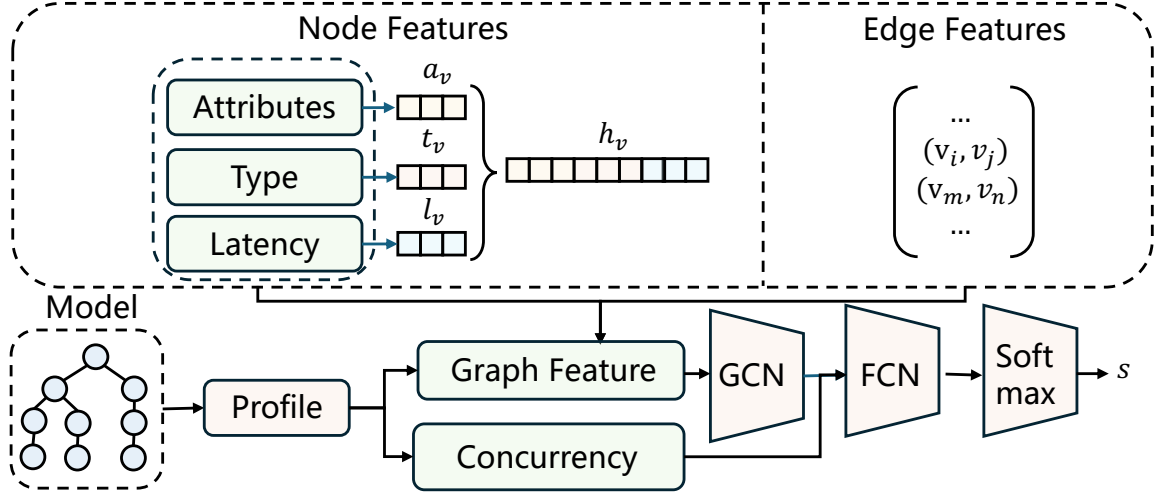 Node Features
Edge Features
Attributes
a_v
Type
t_v
Latency
l_v
h_v
...
(v_i, v_j)
(v_m, v_n)
...
Model
Profile
Graph Feature
Concurrency
GCN
FCN
Soft
max
s